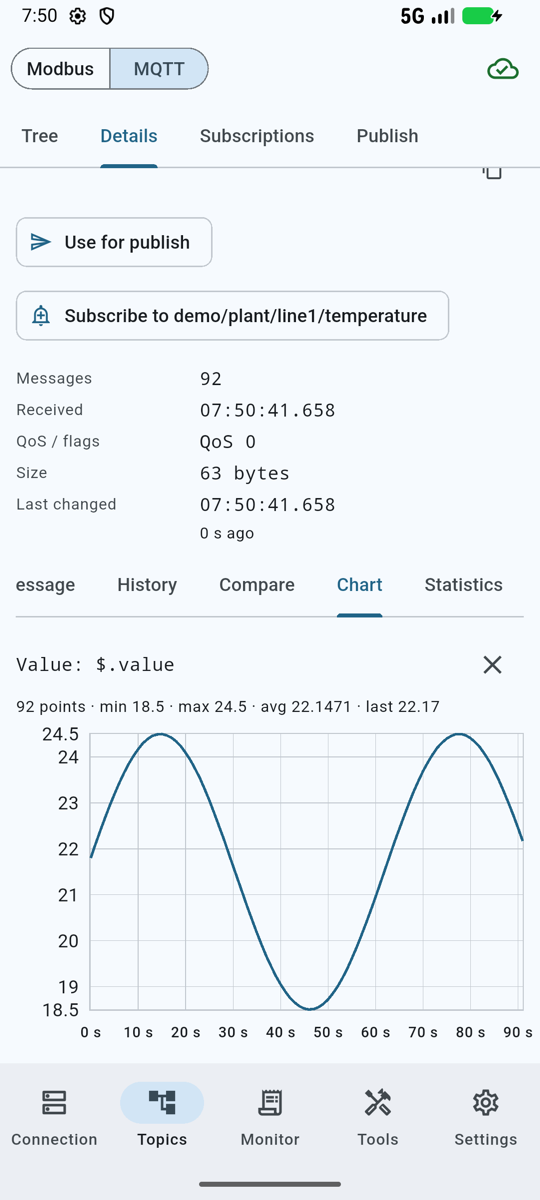 7:50
5G
Modbus
MQTT
Tree
Details
Subscriptions
Publish
Use for publish
Subscribe to demo/plant/line1/temperature
Messages 92
Received 07:50:41.658
QoS / flags QoS 0
Size 63 bytes
Last changed 07:50:41.658
0 s ago
essage
History
Compare
Chart
Statistics
Value: $.value
92 points · min 18.5 · max 24.5 · avg 22.1471 · last 22.17
24.5
24
23
22
21
20
19
18.5
0 s 10 s 20 s 30 s 40 s 50 s 60 s 70 s 80 s 90 s
Connection
Topics
Monitor
Tools
Settings